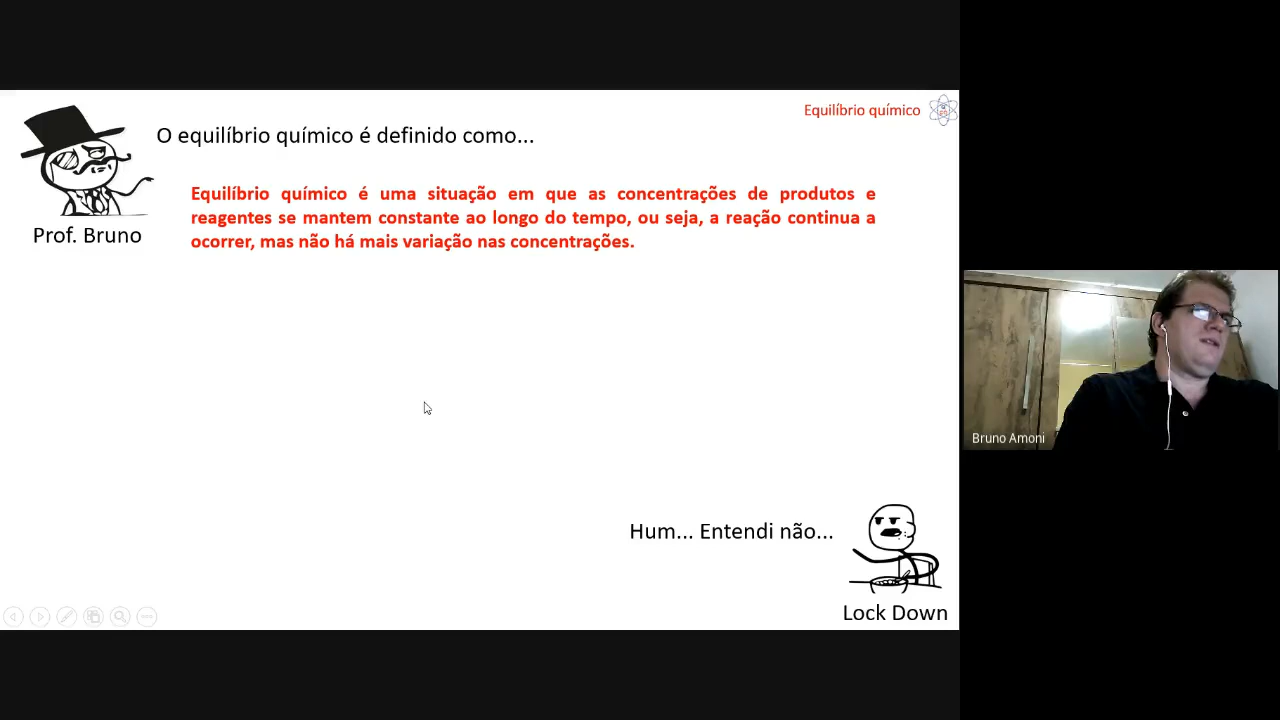 Equilíbrio químico
O equilíbrio químico é definido como...
Equilíbrio químico é uma situação em que as concentrações de produtos e
reagentes se mantem constante ao longo do tempo, ou seja, a reação continua a
ocorrer, mas não há mais variação nas concentrações.
Prof. Bruno
Bruno Amoni
Hum... Entendi não...
Lock Down